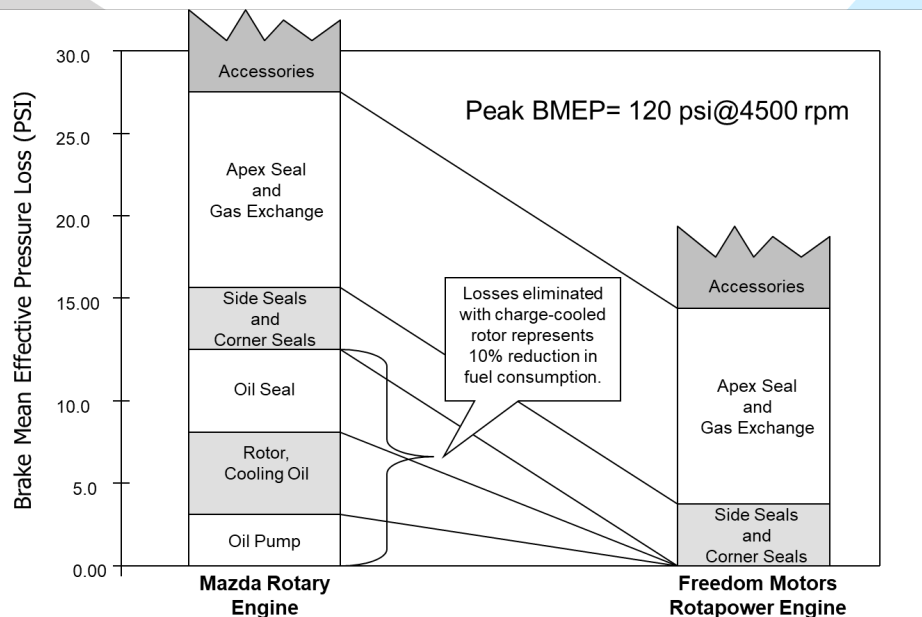 Brake Mean Effective Pressure Loss (PSI)
30.0
25.0
20.0
15.00
10.0
5.0
0.00
Accessories
Apex Seal
and
Gas Exchange
Side Seals
and
Corner Seals
Oil Seal
Rotor,
Cooling Oil
Oil Pump
Mazda Rotary
Engine
Peak BMEP= 120 psi@4500 rpm
Losses eliminated
with charge-cooled
rotor represents
10% reduction in
fuel consumption.
Accessories
Apex Seal
and
Gas Exchange
Side Seals
and
Corner Seals
Freedom Motors
Rotapower Engine